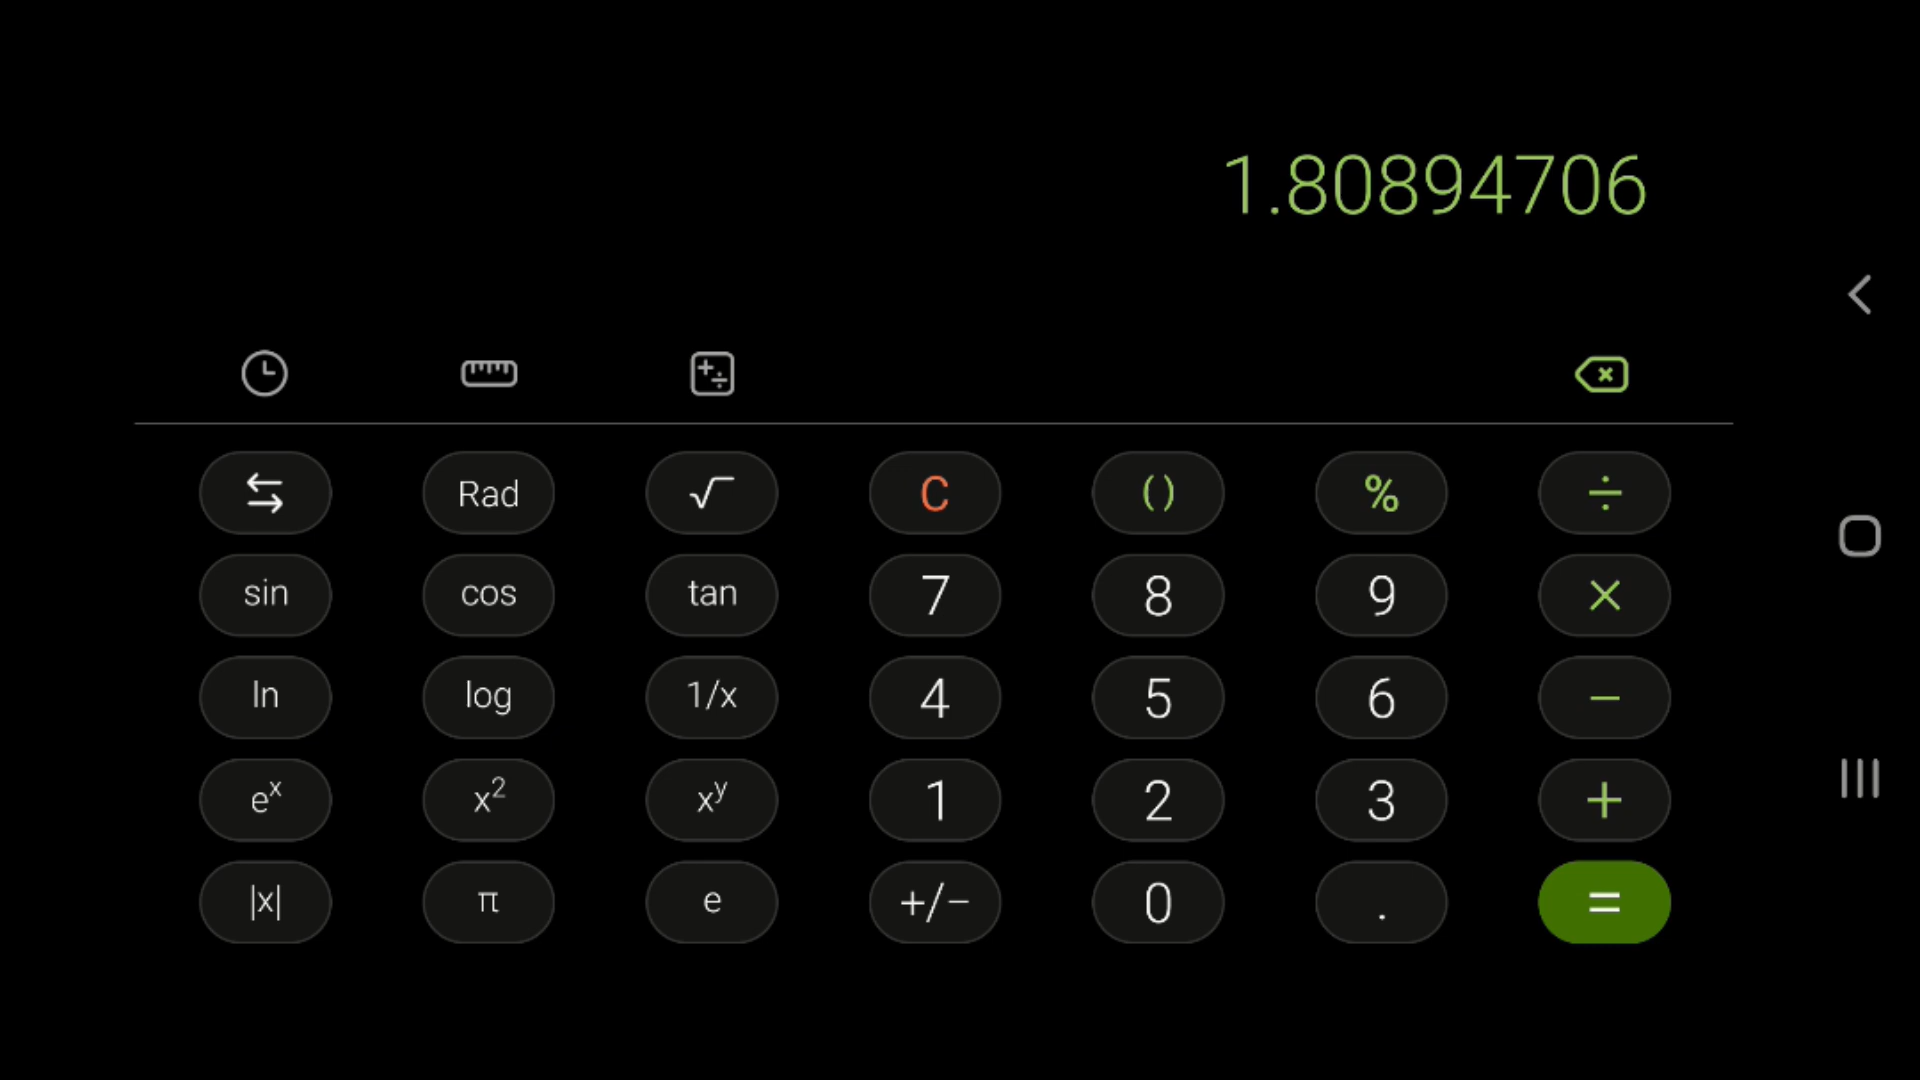 1.80894706
Rad √ C () % ÷
sin cos tan 7 8 9 ×
ln log 1/x 4 5 6 −
eˣ x² xʸ 1 2 3 +
|x| π e +/− 0 . =